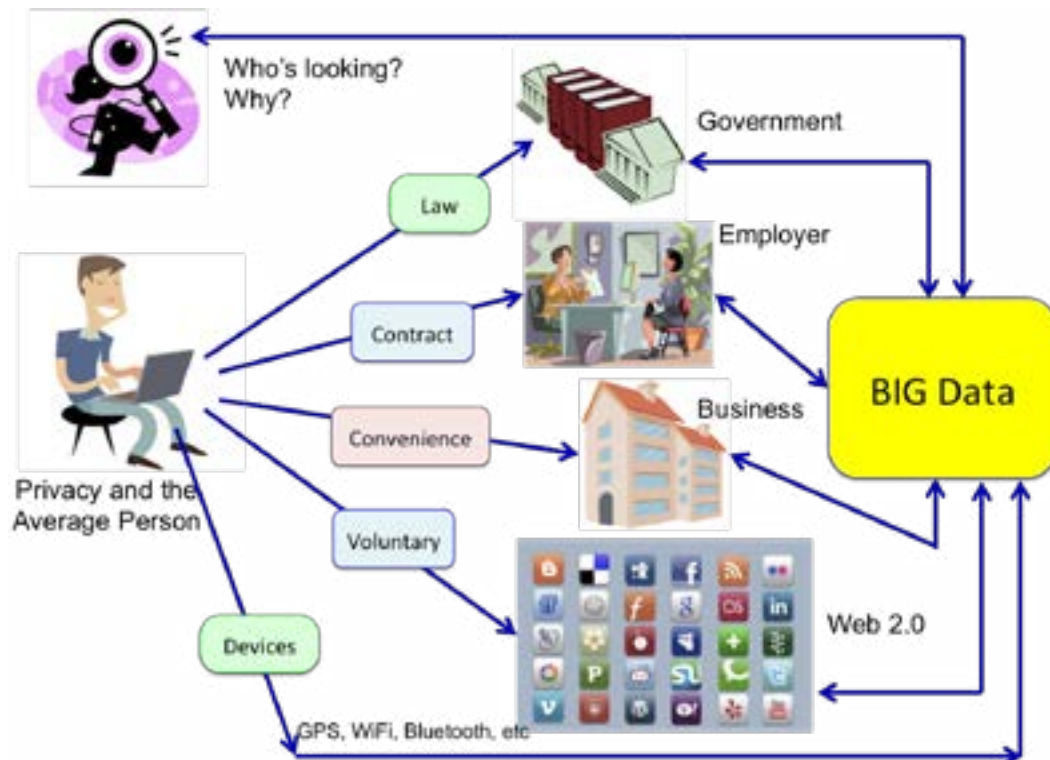 Who's looking?
Why?
Government
Law
Employer
Contract
BIG Data
Business
Convenience
Privacy and the
Average Person
Voluntary
Web 2.0
Devices
GPS, WiFi, Bluetooth, etc